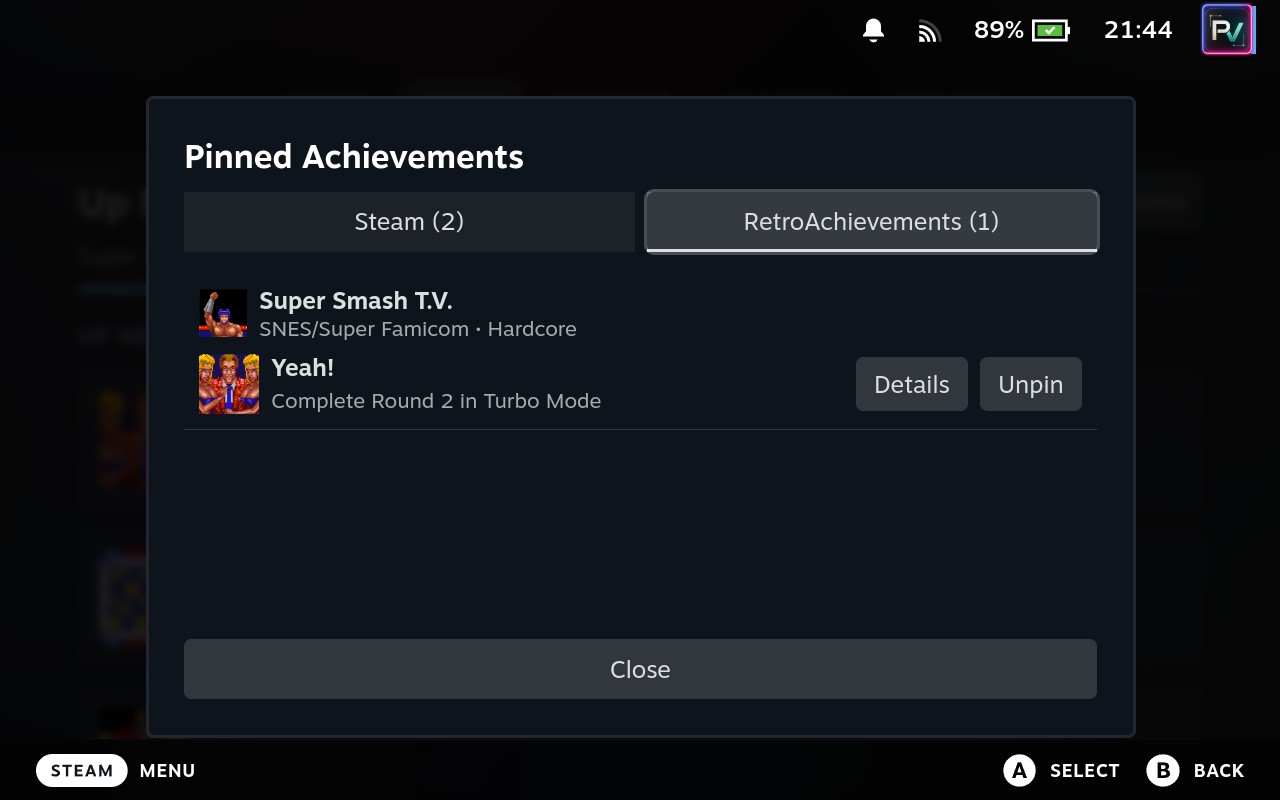 89% 21:44
PV
Pinned Achievements
Steam (2) RetroAchievements (1)
Super Smash T.V.
SNES/Super Famicom • Hardcore
Yeah!
Complete Round 2 in Turbo Mode
Details Unpin
Close
STEAM MENU A SELECT B BACK